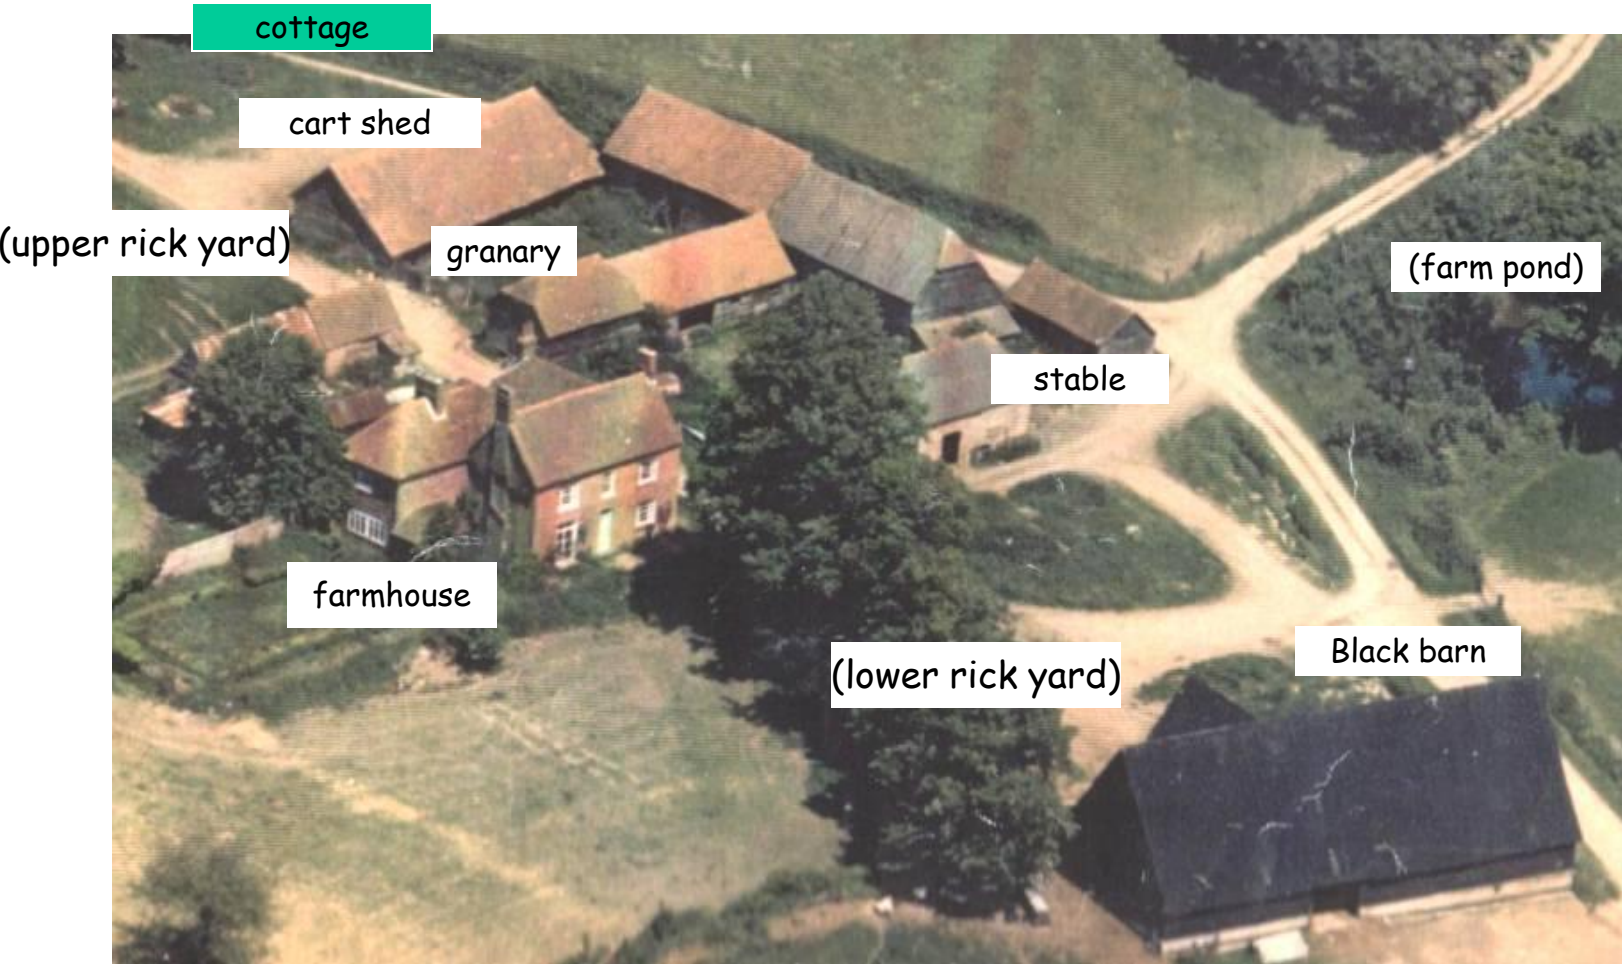 cottage
cart shed
(upper rick yard)
granary
(farm pond)
stable
farmhouse
Black barn
(lower rick yard)